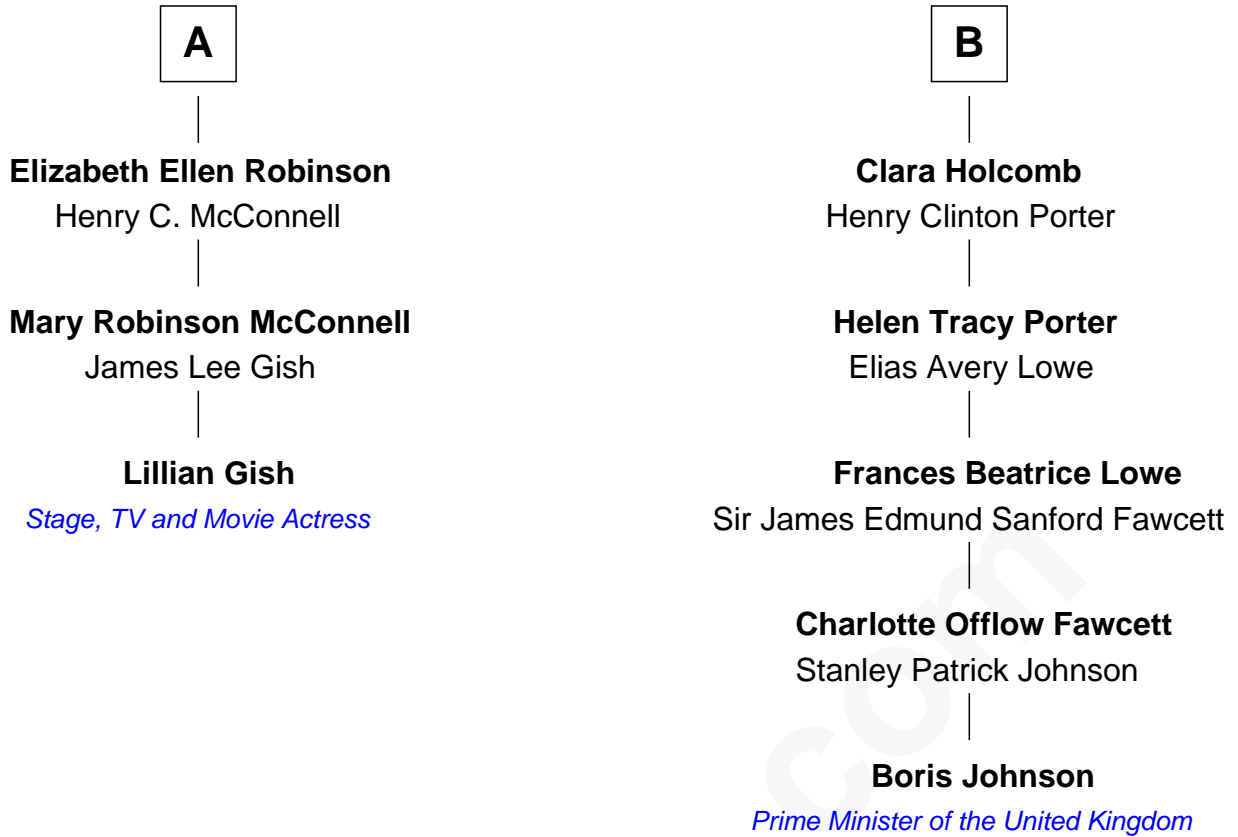 A
Elizabeth Ellen Robinson
Henry C. McConnell
Mary Robinson McConnell
James Lee Gish
Lillian Gish
Stage, TV and Movie Actress
B
Clara Holcomb
Henry Clinton Porter
Helen Tracy Porter
Elias Avery Lowe
Frances Beatrice Lowe
Sir James Edmund Sanford Fawcett
Charlotte Offlow Fawcett
Stanley Patrick Johnson
Boris Johnson
Prime Minister of the United Kingdom
com